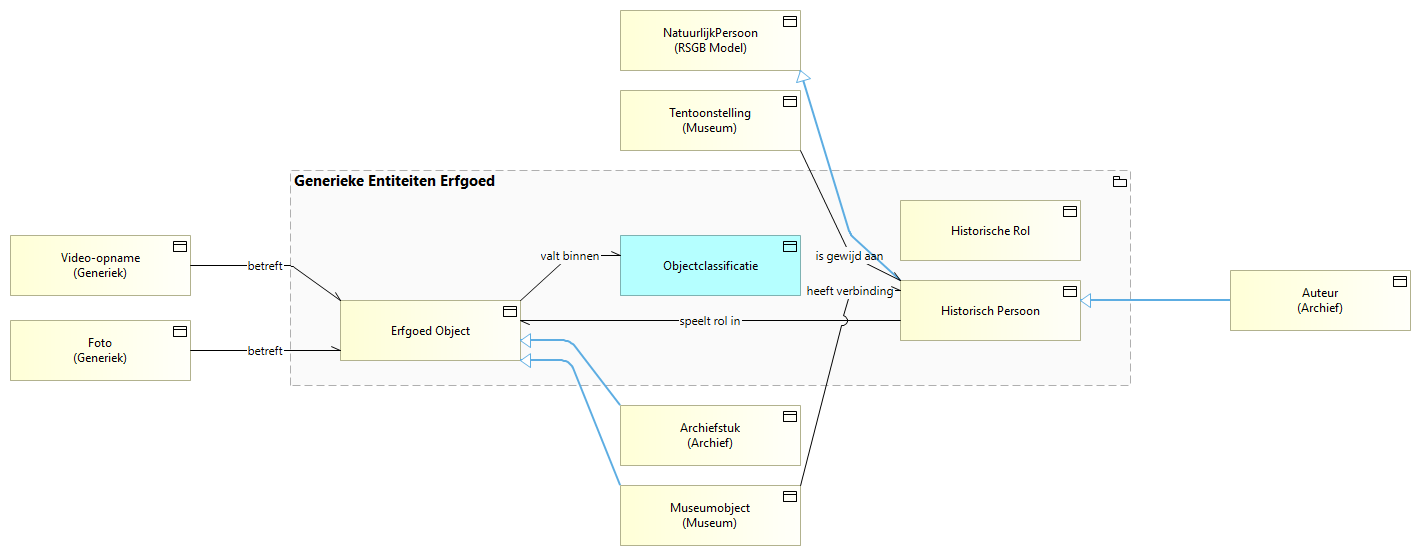 NatuurlijkPersoon
(RSGB Model)
Tentoonstelling
(Museum)
Generieke Entiteiten Erfgoed
Historische Rol
Video-opname
(Generiek)
betreft
valt binnen
Objectclassificatie
is gewijd aan
heeft verbinding
Historisch Persoon
Auteur
(Archief)
Erfgoed Object
speelt rol in
Foto
(Generiek)
betreft
Archiefstuk
(Archief)
Museumobject
(Museum)